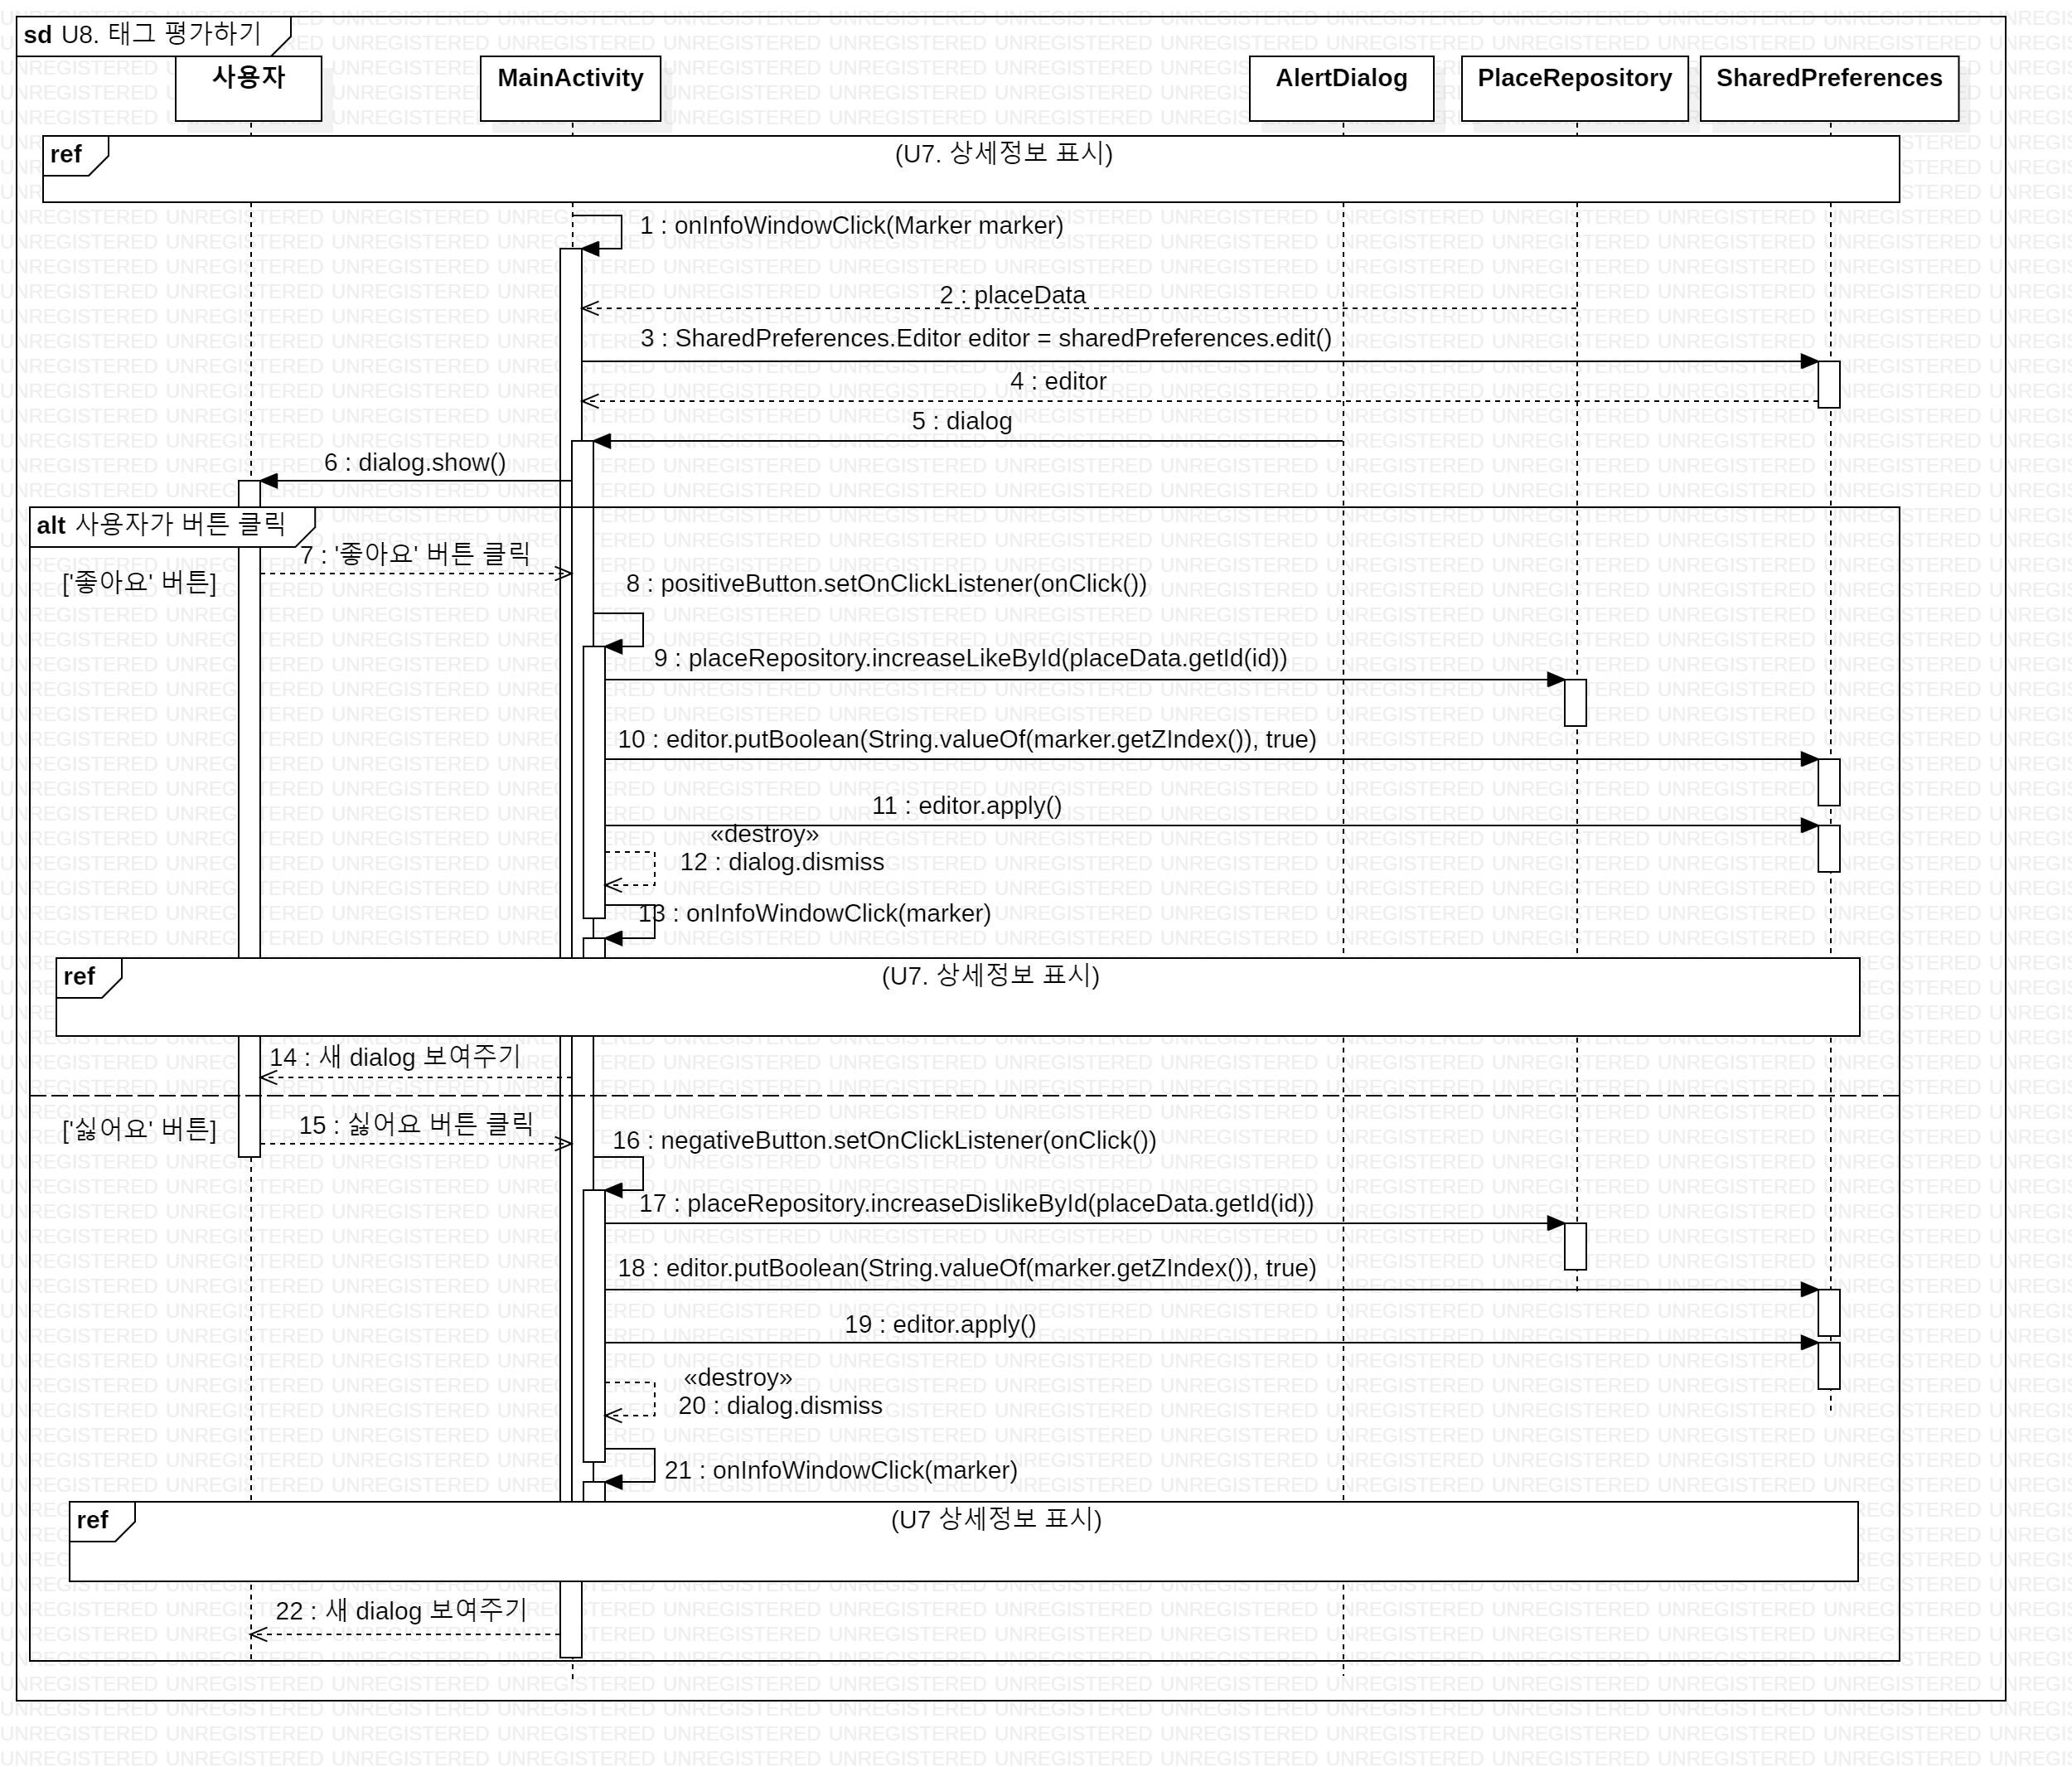 sd U8. 태그 평가하기
사용자
MainActivity
AlertDialog
PlaceRepository
SharedPreferences
ref
(U7. 상세정보 표시)
1 : onInfoWindowClick(Marker marker)
2 : placeData
3 : SharedPreferences.Editor editor = sharedPreferences.edit()
4 : editor
5 : dialog
6 : dialog.show()
alt 사용자가 버튼 클릭
7 : '좋아요' 버튼 클릭
['좋아요' 버튼]
8 : positiveButton.setOnClickListener(onClick())
9 : placeRepository.increaseLikeById(placeData.getId(id))
10 : editor.putBoolean(String.valueOf(marker.getZIndex()), true)
11 : editor.apply()
«destroy»
12 : dialog.dismiss
13 : onInfoWindowClick(marker)
ref
(U7. 상세정보 표시)
14 : 새 dialog 보여주기
['싫어요' 버튼]
15 : 싫어요 버튼 클릭
16 : negativeButton.setOnClickListener(onClick())
17 : placeRepository.increaseDislikeById(placeData.getId(id))
18 : editor.putBoolean(String.valueOf(marker.getZIndex()), true)
19 : editor.apply()
«destroy»
20 : dialog.dismiss
21 : onInfoWindowClick(marker)
ref
(U7 상세정보 표시)
22 : 새 dialog 보여주기